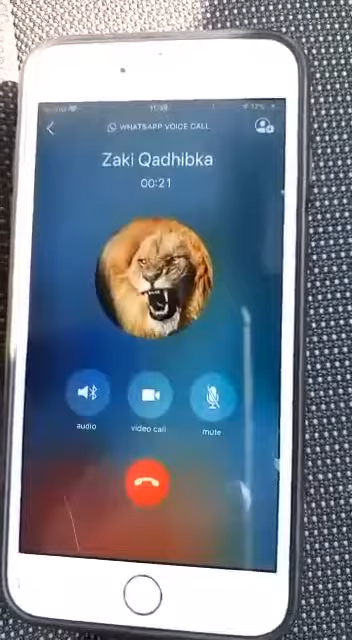 WHATSAPP VOICE CALL
Zaki Qadhibka
00:21
audio
video call
mute